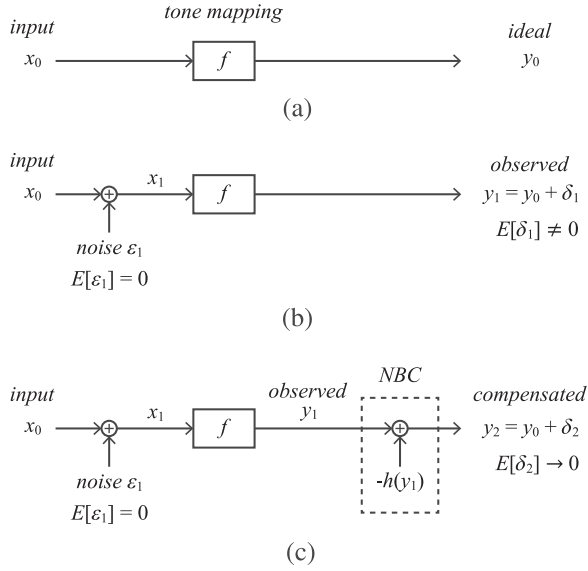 tone mapping
input
ideal
x₀
f
y₀
(a)
input
observed
x₀
+
x₁
f
y₁ = y₀ + δ₁
noise ε₁
E[δ₁] ≠ 0
E[ε₁] = 0
(b)
input
observed
NBC
compensated
x₀
+
x₁
f
y₁
+
y₂ = y₀ + δ₂
noise ε₁
-h(y₁)
E[δ₂] → 0
E[ε₁] = 0
(c)